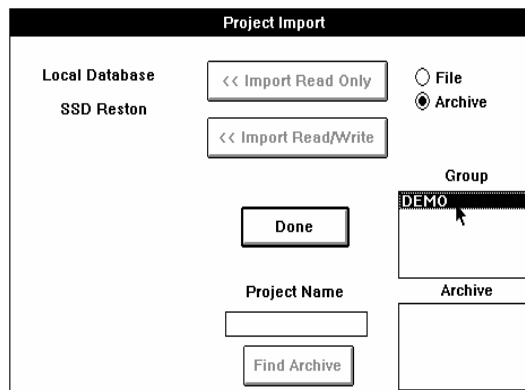 Project Import
Local Database
SSD Reston
<< Import Read Only
<< Import Read/Write
File
Archive
Group
DEMO
Done
Project Name
Archive
Find Archive